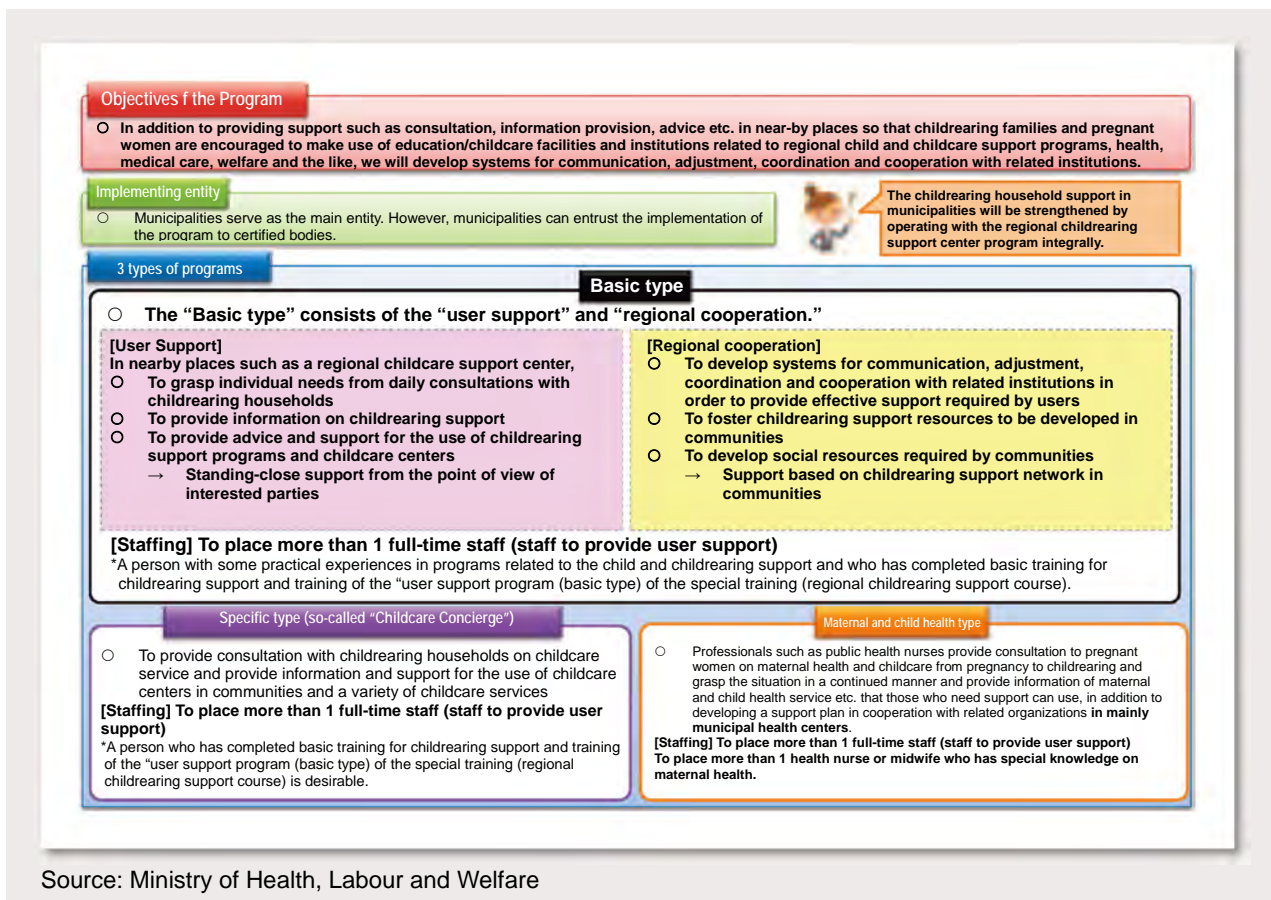 Objectives f the Program
○ In addition to providing support such as consultation, information provision, advice etc. in near-by places so that childrearing families and pregnant
women are encouraged to make use of education/childcare facilities and institutions related to regional child and childcare support programs, health,
medical care, welfare and the like, we will develop systems for communication, adjustment, coordination and cooperation with related institutions.
Implementing entity
○ Municipalities serve as the main entity. However, municipalities can entrust the implementation of
the program to certified bodies.
The childrearing household support in
municipalities will be strengthened by
operating with the regional childrearing
support center program integrally.
3 types of programs
Basic type
○ The “Basic type” consists of the “user support” and “regional cooperation.”
[User Support]
In nearby places such as a regional childcare support center,
○ To grasp individual needs from daily consultations with
childrearing households
○ To provide information on childrearing support
○ To provide advice and support for the use of childrearing
support programs and childcare centers
→ Standing-close support from the point of view of
interested parties
[Regional cooperation]
○ To develop systems for communication, adjustment,
coordination and cooperation with related institutions in
order to provide effective support required by users
○ To foster childrearing support resources to be developed in
communities
○ To develop social resources required by communities
→ Support based on childrearing support network in
communities
[Staffing] To place more than 1 full-time staff (staff to provide user support)
*A person with some practical experiences in programs related to the child and childrearing support and who has completed basic training for
childrearing support and training of the “user support program (basic type) of the special training (regional childrearing support course).
Specific type (so-called “Childcare Concierge”)
○ To provide consultation with childrearing households on childcare
service and provide information and support for the use of childcare
centers in communities and a variety of childcare services
[Staffing] To place more than 1 full-time staff (staff to provide user
support)
*A person who has completed basic training for childrearing support and training
of the “user support program (basic type) of the special training (regional
childrearing support course) is desirable.
Maternal and child health type
○ Professionals such as public health nurses provide consultation to pregnant
women on maternal health and childcare from pregnancy to childrearing and
grasp the situation in a continued manner and provide information of maternal
and child health service etc. that those who need support can use, in addition to
developing a support plan in cooperation with related organizations in mainly
municipal health centers.
[Staffing] To place more than 1 full-time staff (staff to provide user support)
To place more than 1 health nurse or midwife who has special knowledge on
maternal health.
Source: Ministry of Health, Labour and Welfare